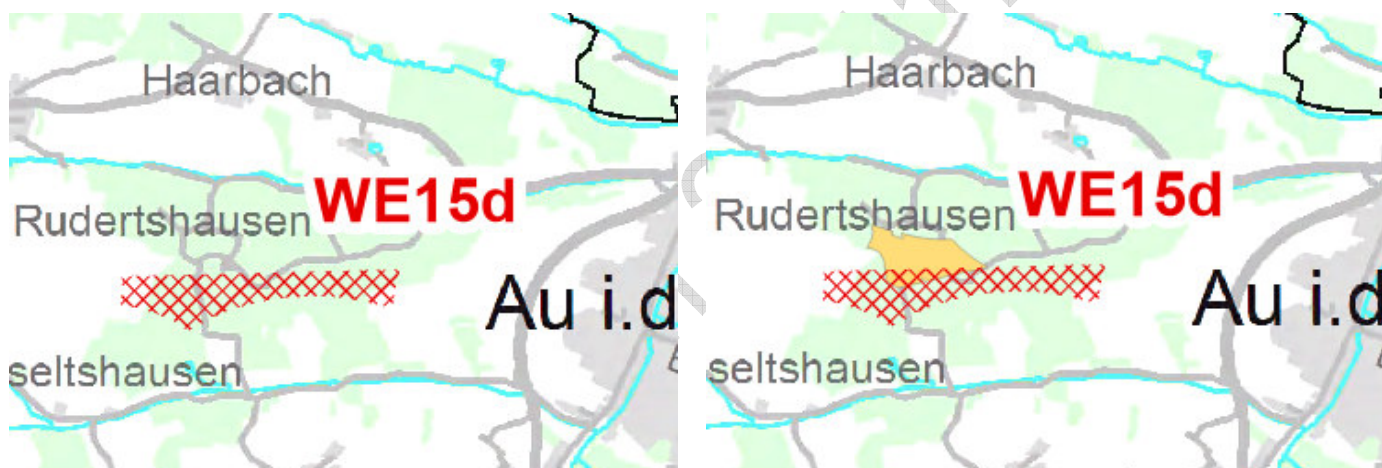 Haarbach
WE15d
Rudertshausen
Au i.d
seltshausen
Haarbach
WE15d
Rudertshausen
Au i.d
seltshausen